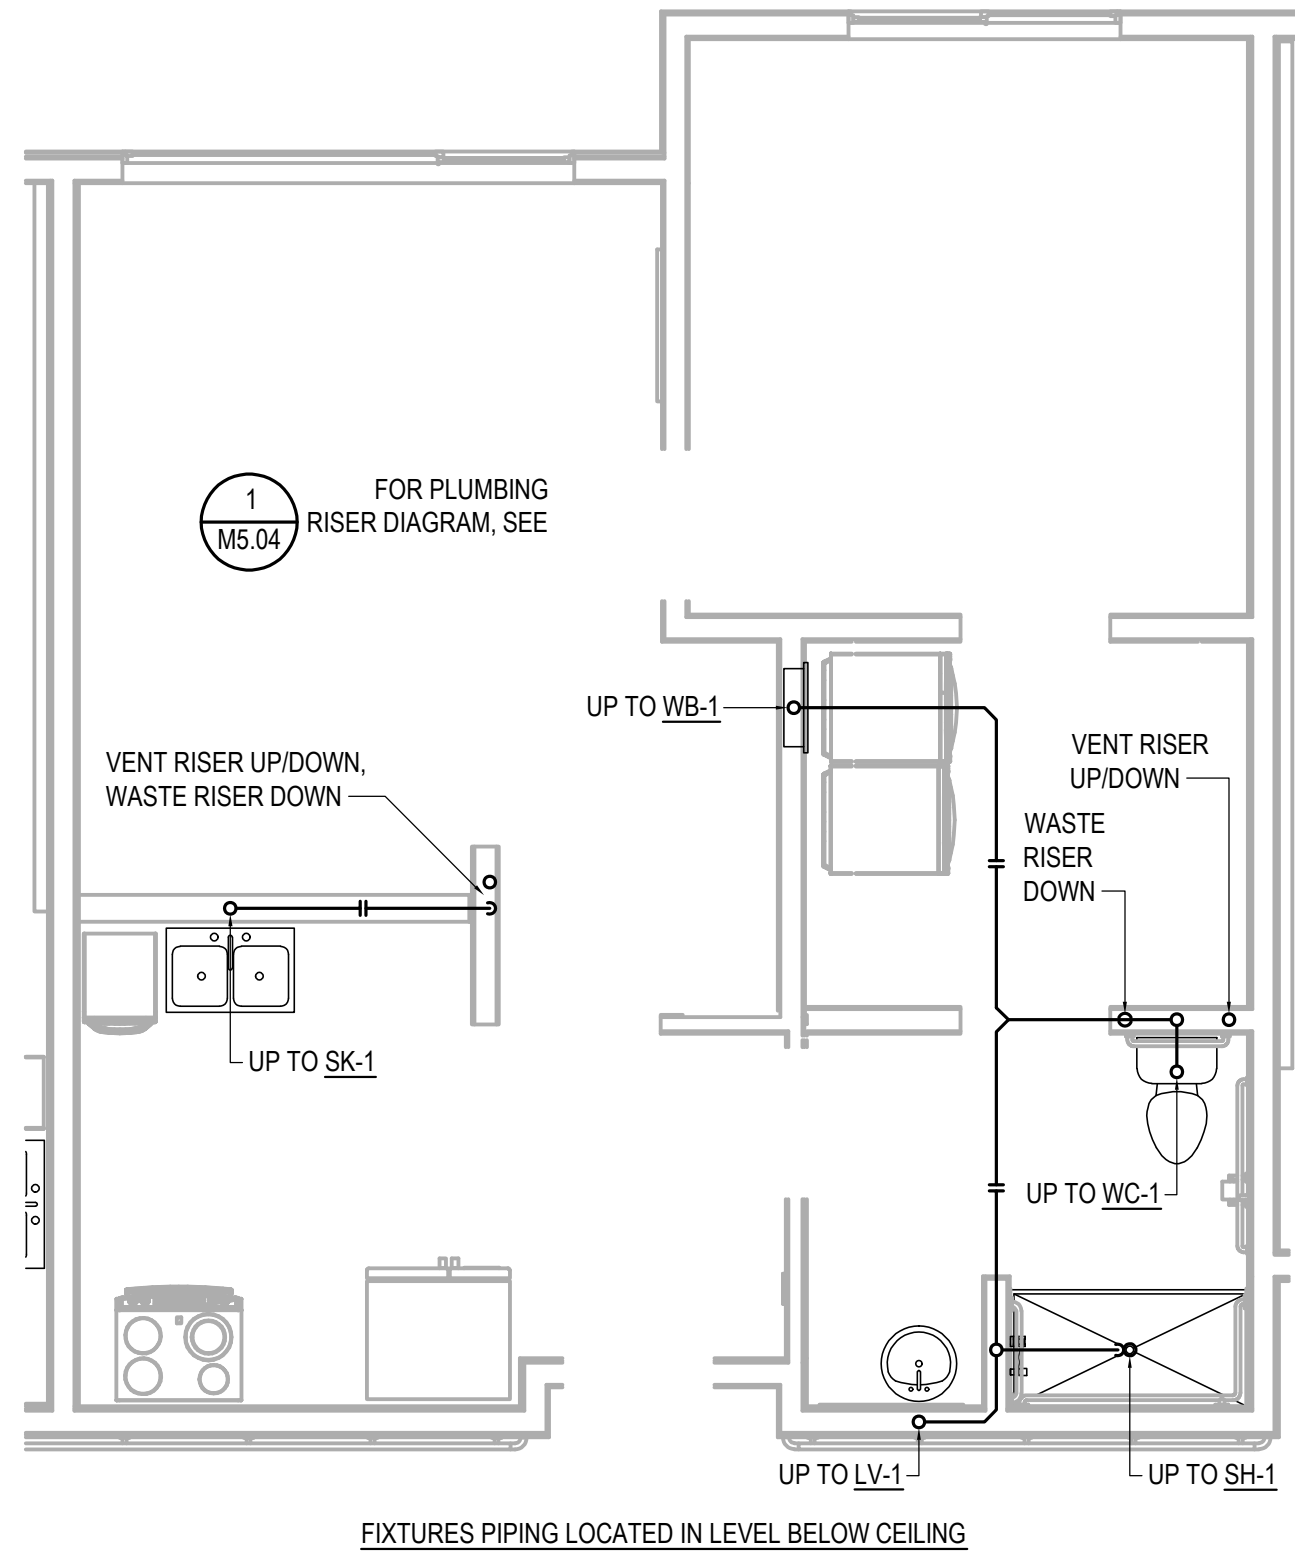 1
M5.04
FOR PLUMBING
RISER DIAGRAM, SEE
UP TO WB-1
VENT RISER UP/DOWN,
WASTE RISER DOWN
VENT RISER
UP/DOWN
WASTE
RISER
DOWN
UP TO SK-1
UP TO WC-1
UP TO LV-1
UP TO SH-1
FIXTURES PIPING LOCATED IN LEVEL BELOW CEILING